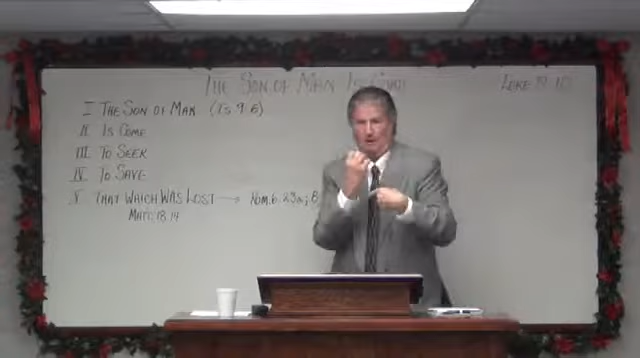 THE SON OF MAN IS COME
LUKE 19:10
I THE SON OF MAN (IS. 9:6)
II IS COME
III TO SEEK
IV TO SAVE
V THAT WHICH WAS LOST → ROM. 6:23a; B
MATT. 18:14